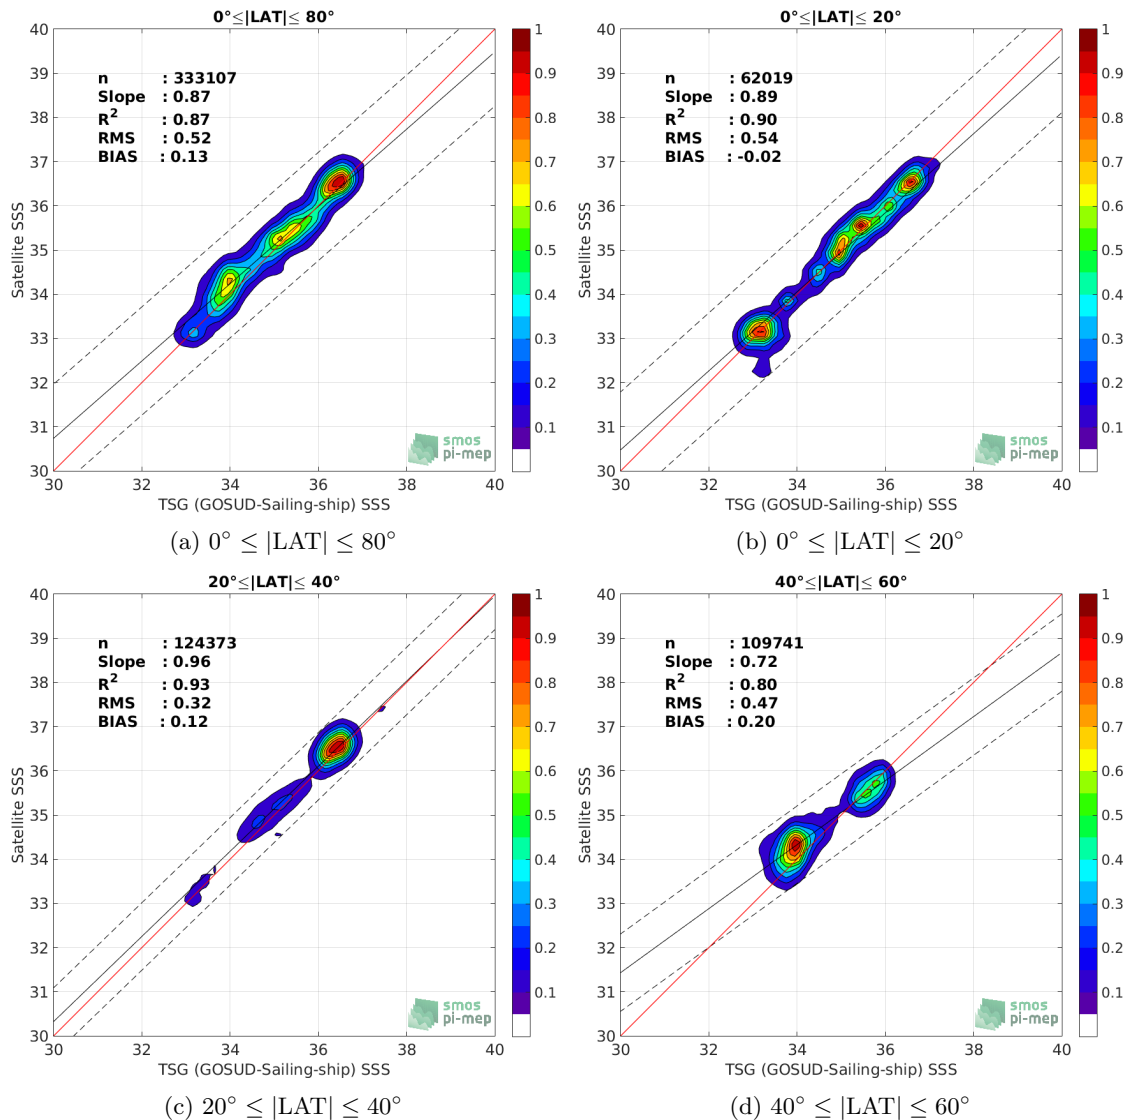 0°≤|LAT|≤ 80°
40
39
38
37
36
35
34
33
32
31
30
30 32 34 36 38 40
Satellite SSS
TSG (GOSUD-Sailing-ship) SSS
n : 333107
Slope : 0.87
R² : 0.87
RMS : 0.52
BIAS : 0.13
1
0.9
0.8
0.7
0.6
0.5
0.4
0.3
0.2
0.1
smos
pi-mep
(a) 0° ≤ |LAT| ≤ 80°
0°≤|LAT|≤ 20°
40
39
38
37
36
35
34
33
32
31
30
30 32 34 36 38 40
Satellite SSS
TSG (GOSUD-Sailing-ship) SSS
n : 62019
Slope : 0.89
R² : 0.90
RMS : 0.54
BIAS : -0.02
1
0.9
0.8
0.7
0.6
0.5
0.4
0.3
0.2
0.1
smos
pi-mep
(b) 0° ≤ |LAT| ≤ 20°
20°≤|LAT|≤ 40°
40
39
38
37
36
35
34
33
32
31
30
30 32 34 36 38 40
Satellite SSS
TSG (GOSUD-Sailing-ship) SSS
n : 124373
Slope : 0.96
R² : 0.93
RMS : 0.32
BIAS : 0.12
1
0.9
0.8
0.7
0.6
0.5
0.4
0.3
0.2
0.1
smos
pi-mep
(c) 20° ≤ |LAT| ≤ 40°
40°≤|LAT|≤ 60°
40
39
38
37
36
35
34
33
32
31
30
30 32 34 36 38 40
Satellite SSS
TSG (GOSUD-Sailing-ship) SSS
n : 109741
Slope : 0.72
R² : 0.80
RMS : 0.47
BIAS : 0.20
1
0.9
0.8
0.7
0.6
0.5
0.4
0.3
0.2
0.1
smos
pi-mep
(d) 40° ≤ |LAT| ≤ 60°